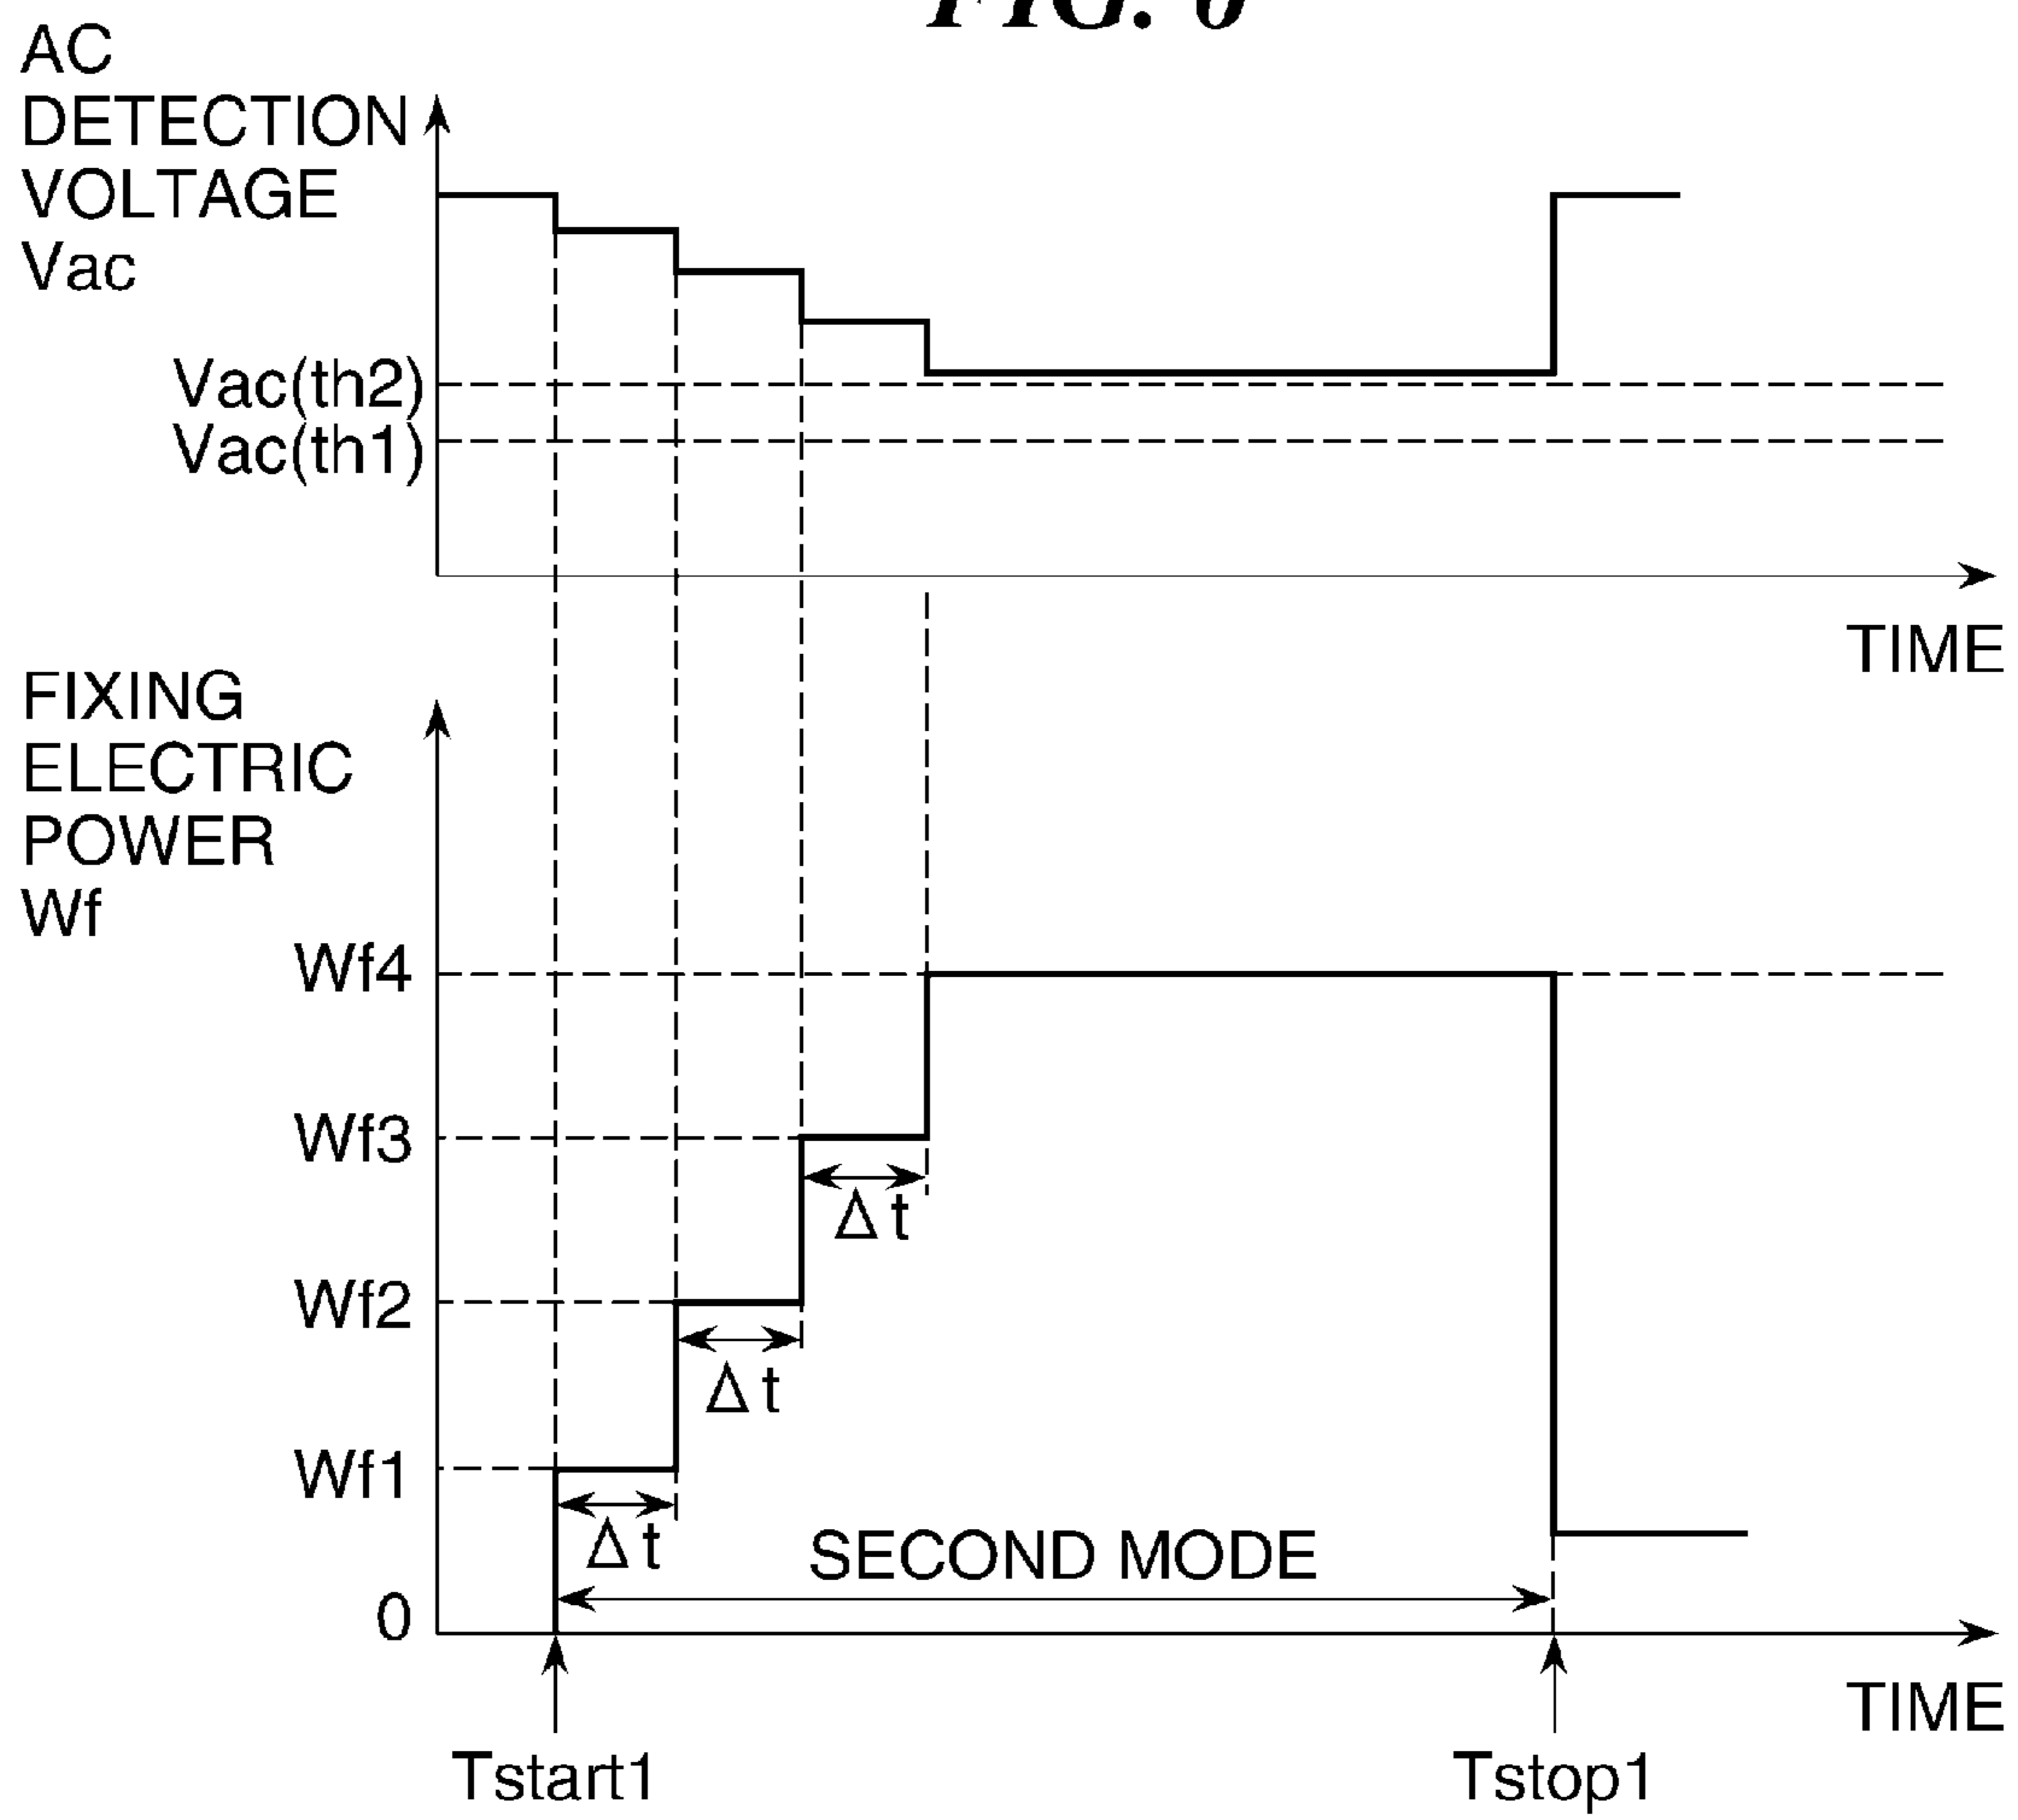 FIG.
AC
DETECTION
VOLTAGE
Vac
Vac(th2)
Vac(th1)
TIME
FIXING
ELECTRIC
POWER
Wf
Wf4
Wf3
Δt
Wf2
Δt
Wf1
Δt
SECOND MODE
0
TIME
Tstart1
Tstop1